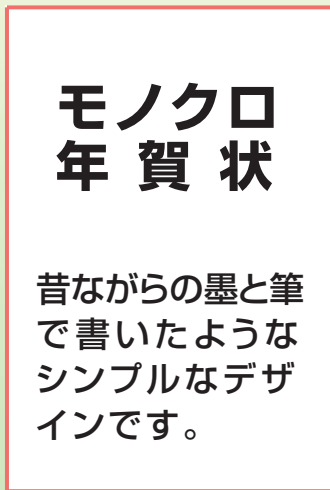 モノクロ
年賀状
昔ながらの墨と筆
で書いたような
シンプルなデザ
インです。